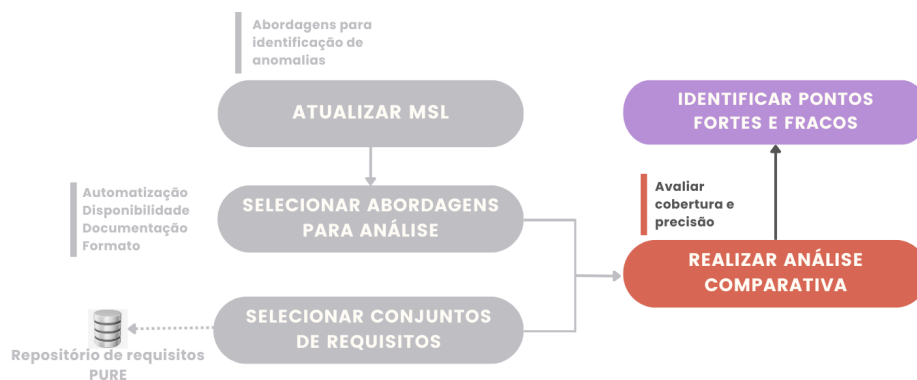 Abordagens para
identificação de
anomalias
ATUALIZAR MSL
IDENTIFICAR PONTOS
FORTES E FRACOS
Automatização
Disponibilidade
Documentação
Formato
SELECIONAR ABORDAGENS
PARA ANÁLISE
Avaliar
cobertura e
precisão
REALIZAR ANÁLISE
COMPARATIVA
SELECIONAR CONJUNTOS
DE REQUISITOS
Repositório de requisitos
PURE